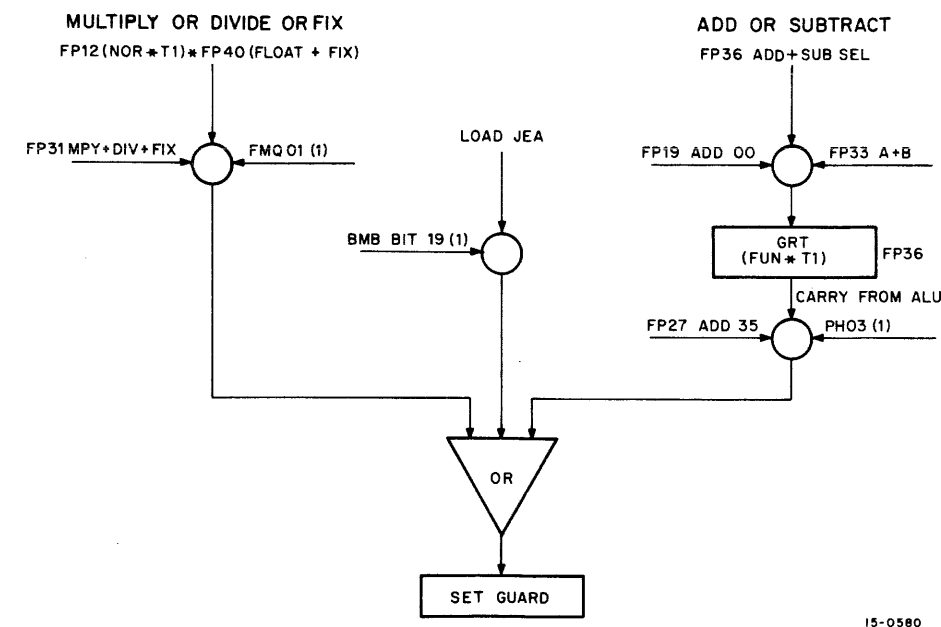 MULTIPLY OR DIVIDE OR FIX
FP12(NOR*T1)*FP40(FLOAT + FIX)
FP31 MPY+DIV+FIX
FMQ 01 (1)
LOAD JEA
BMB BIT 19 (1)
ADD OR SUBTRACT
FP36 ADD+SUB SEL
FP19 ADD 00
FP33 A+B
GRT
(FUN* T1)
FP36
CARRY FROM ALU
FP27 ADD 35
PH03 (1)
OR
SET GUARD
15-0580